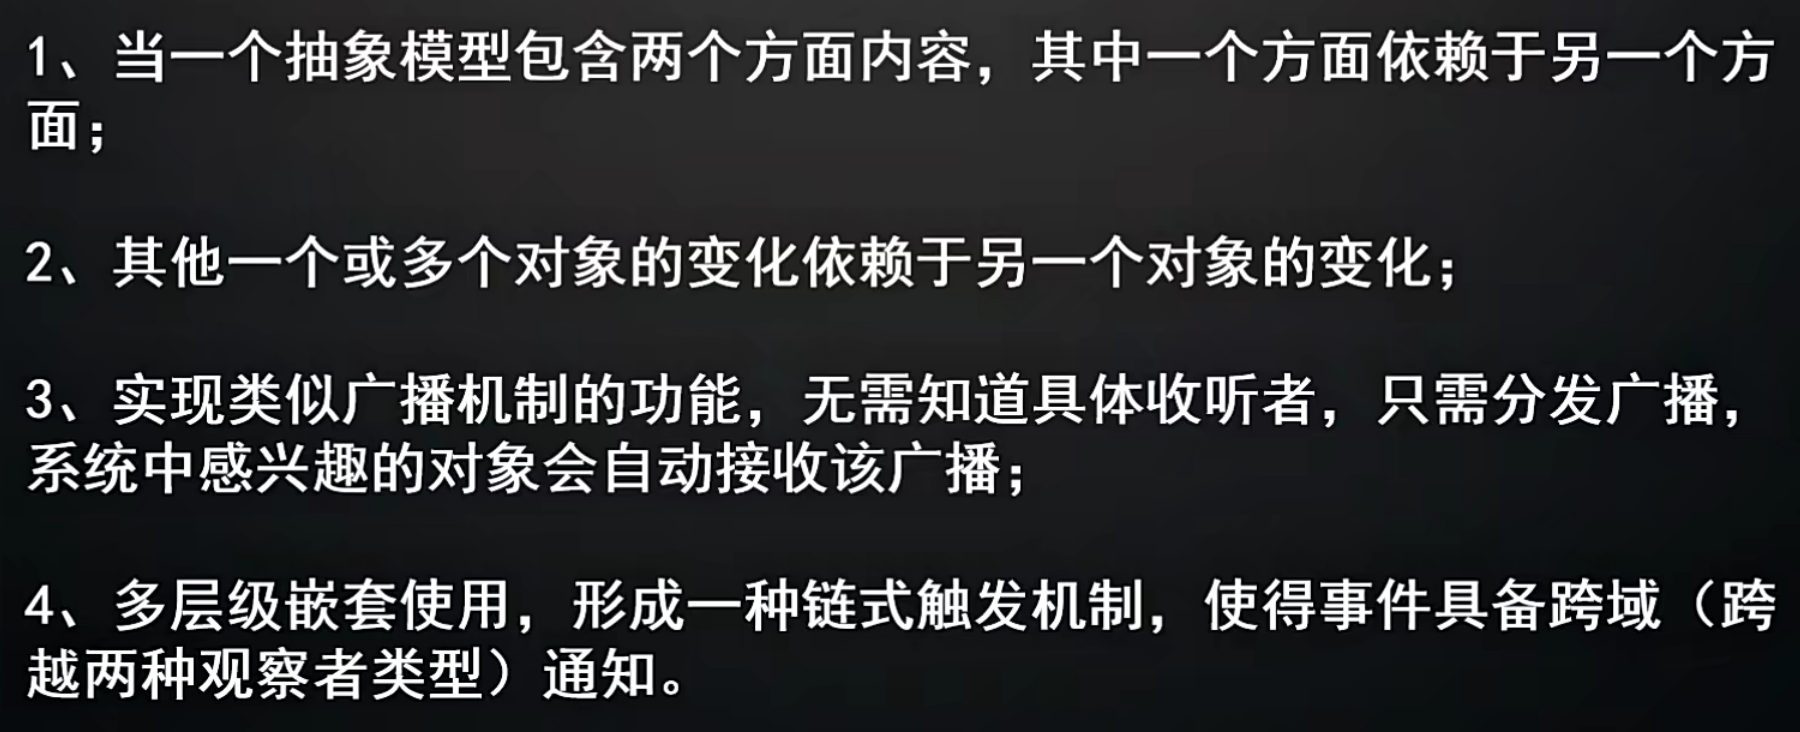 1、当一个抽象模型包含两个方面内容，其中一个方面依赖于另一个方
面；
2、其他一个或多个对象的变化依赖于另一个对象的变化；
3、实现类似广播机制的功能，无需知道具体收听者，只需分发广播，
系统中感兴趣的对象会自动接收该广播；
4、多层级嵌套使用，形成一种链式触发机制，使得事件具备跨域（跨
越两种观察者类型）通知。